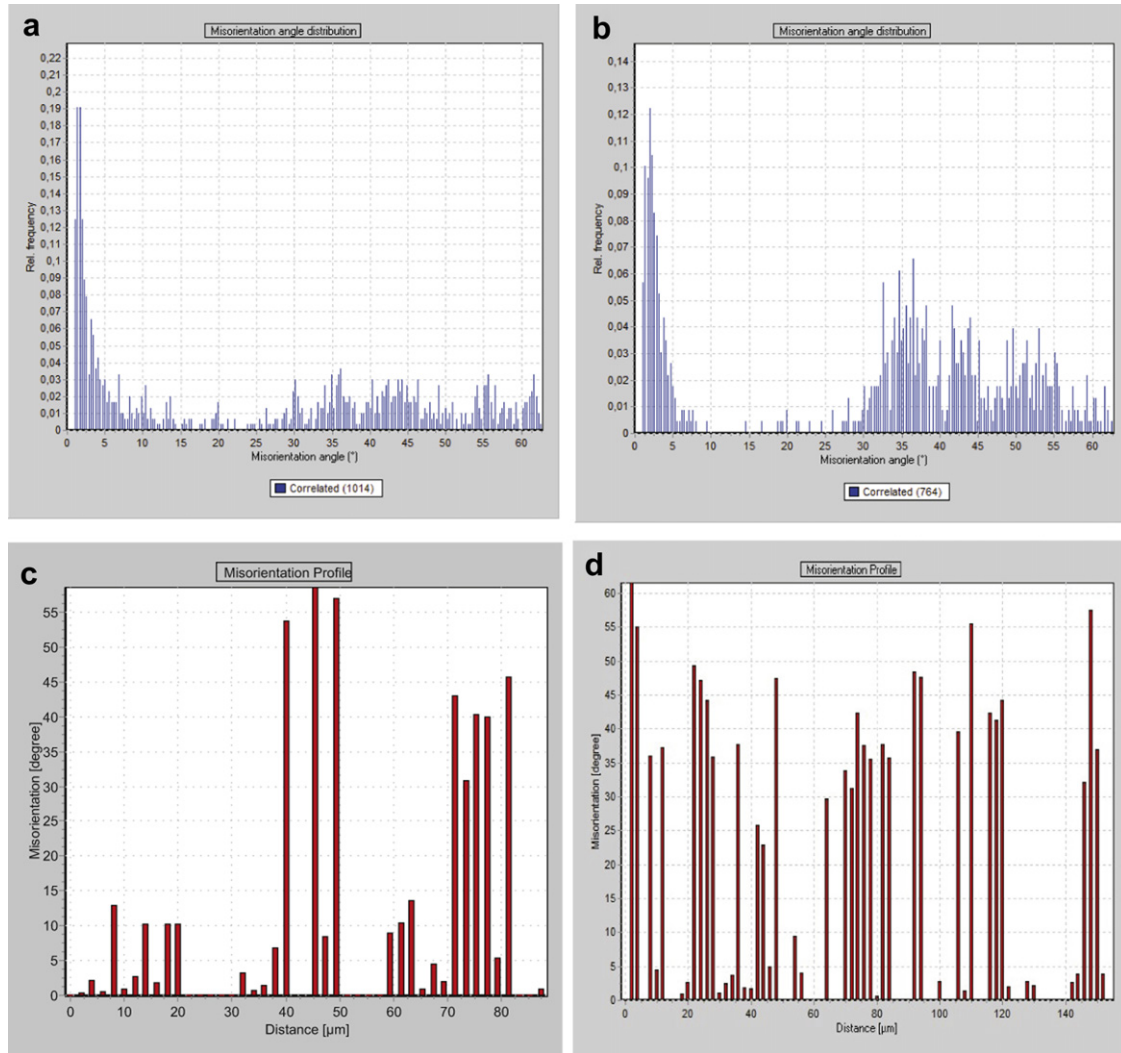 a
Misorientation angle distribution
Rel. frequency
0,22
0,21
0,2
0,19
0,18
0,17
0,16
0,15
0,14
0,13
0,12
0,11
0,1
0,09
0,08
0,07
0,06
0,05
0,04
0,03
0,02
0,01
0
0 5 10 15 20 25 30 35 40 45 50 55 60
Misorientation angle (°)
Correlated (1014)
b
Misorientation angle distribution
Rel. frequency
0,14
0,13
0,12
0,11
0,1
0,09
0,08
0,07
0,06
0,05
0,04
0,03
0,02
0,01
0
0 5 10 15 20 25 30 35 40 45 50 55 60
Misorientation angle (°)
Correlated (764)
c
Misorientation Profile
Misorientation [degree]
55
50
45
40
35
30
25
20
15
10
5
0
0 10 20 30 40 50 60 70 80
Distance [µm]
d
Misorientation Profile
Misorientation [degree]
60
55
50
45
40
35
30
25
20
15
10
5
0
0 20 40 60 80 100 120 140
Distance [µm]